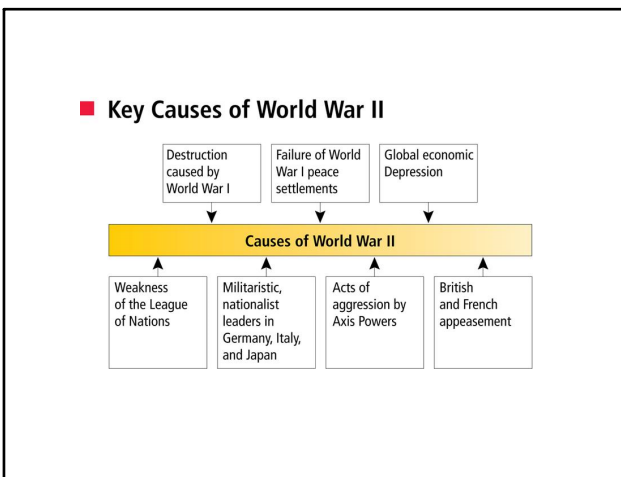 Key Causes of World War II
Destruction
caused by
World War I
Failure of World
War I peace
settlements
Global economic
Depression
Causes of World War II
Weakness
of the League
of Nations
Militaristic,
nationalist
leaders in
Germany, Italy,
and Japan
Acts of
aggression by
Axis Powers
British
and French
appeasement